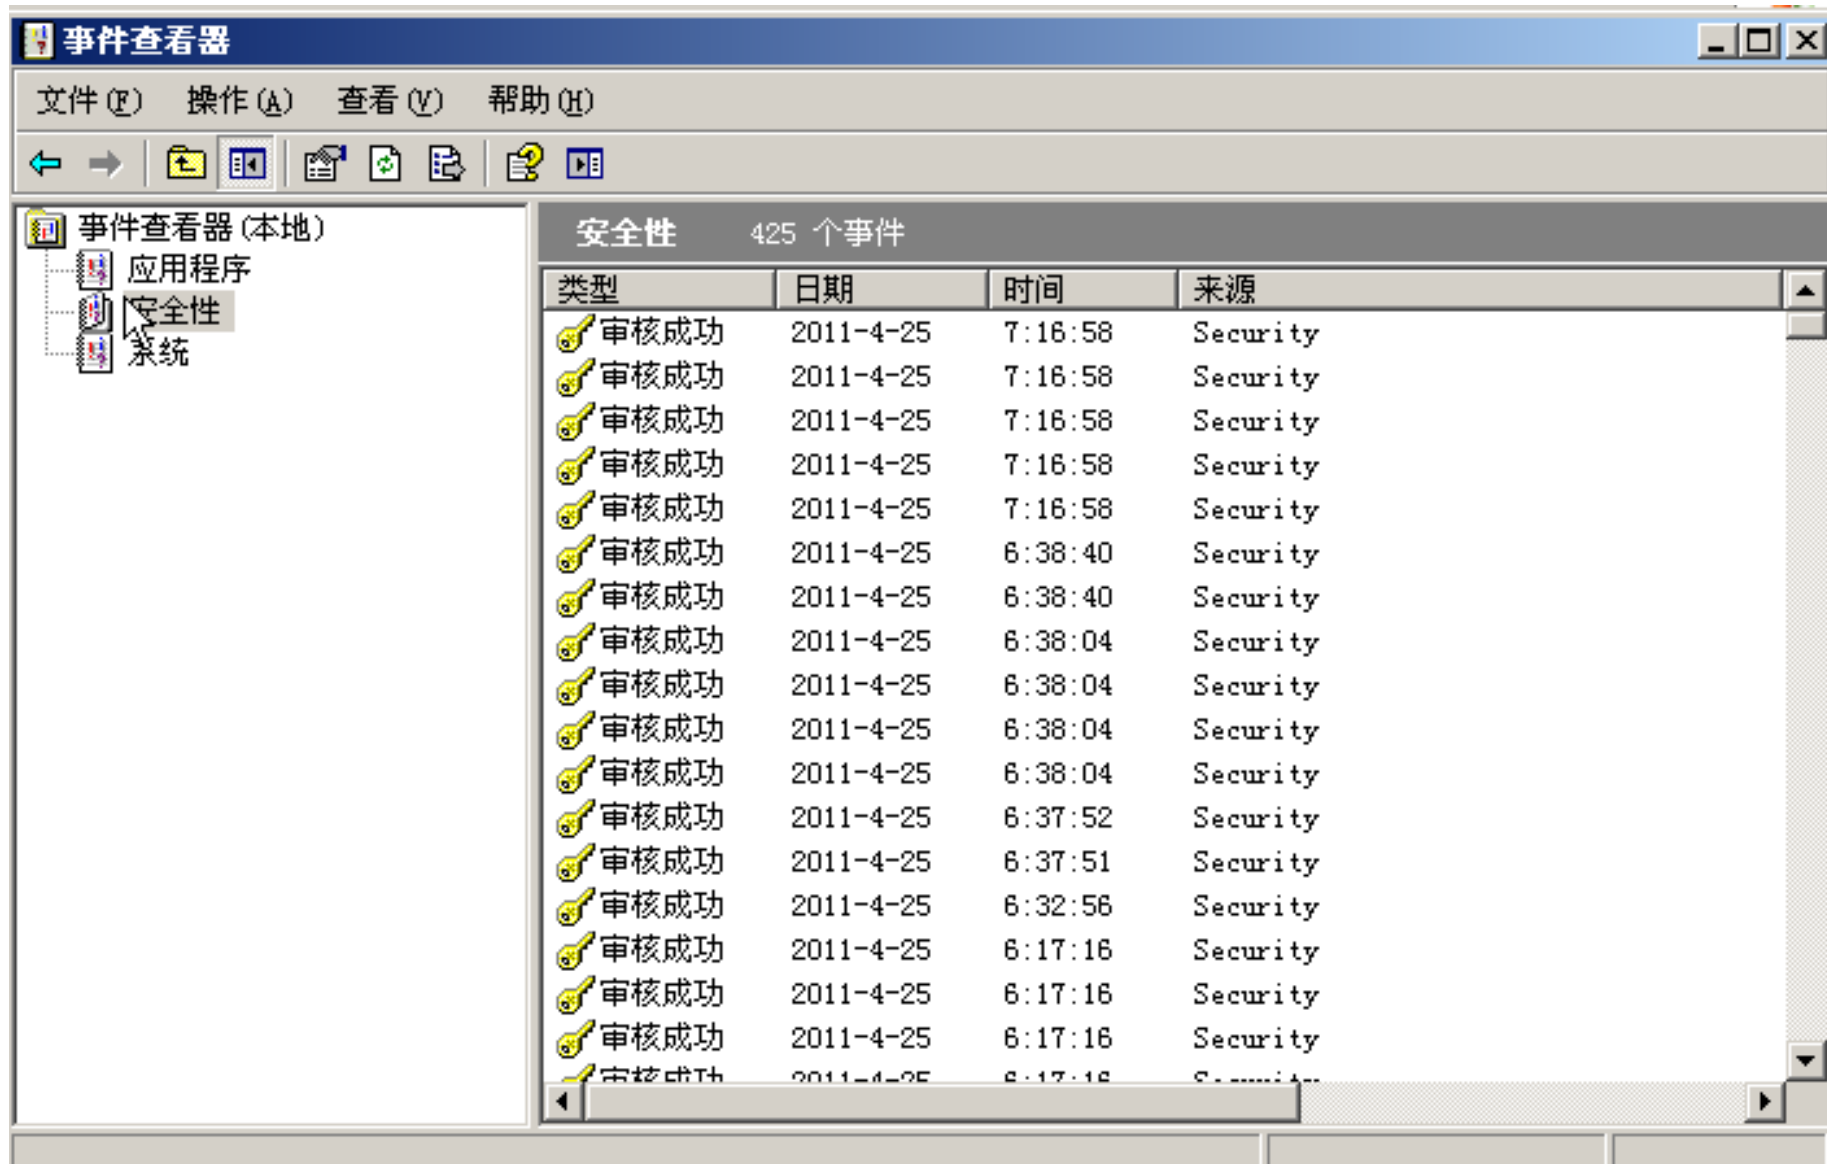 事件查看器
文件(F) 操作(A) 查看(V) 帮助(H)
事件查看器(本地)
应用程序
安全性
系统
安全性 425 个事件
类型 日期 时间 来源
审核成功 2011-4-25 7:16:58 Security
审核成功 2011-4-25 7:16:58 Security
审核成功 2011-4-25 7:16:58 Security
审核成功 2011-4-25 7:16:58 Security
审核成功 2011-4-25 7:16:58 Security
审核成功 2011-4-25 6:38:40 Security
审核成功 2011-4-25 6:38:40 Security
审核成功 2011-4-25 6:38:04 Security
审核成功 2011-4-25 6:38:04 Security
审核成功 2011-4-25 6:38:04 Security
审核成功 2011-4-25 6:38:04 Security
审核成功 2011-4-25 6:37:52 Security
审核成功 2011-4-25 6:37:51 Security
审核成功 2011-4-25 6:32:56 Security
审核成功 2011-4-25 6:17:16 Security
审核成功 2011-4-25 6:17:16 Security
审核成功 2011-4-25 6:17:16 Security
审核成功 2011-4-25 6:17:16 Security